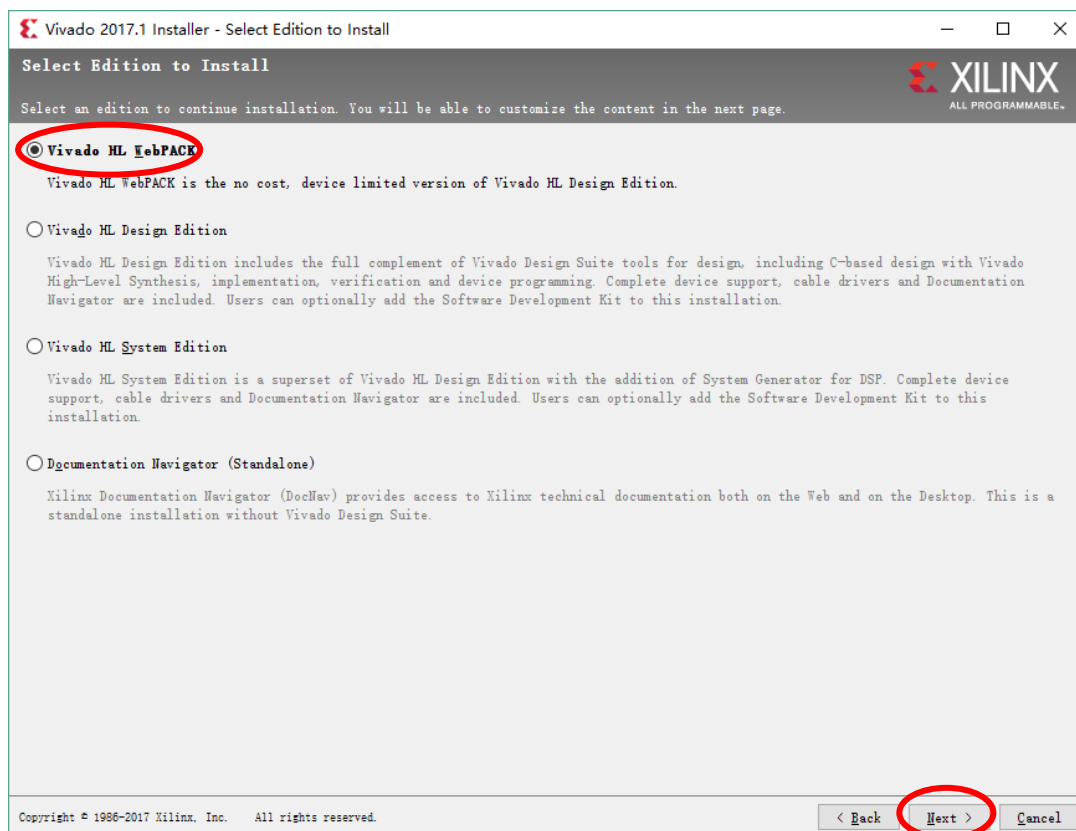 Vivado 2017.1 Installer - Select Edition to Install
Select Edition to Install
XILINX
ALL PROGRAMMABLE™
Select an edition to continue installation. You will be able to customize the content in the next page.
Vivado HL WebPACK
Vivado HL WebPACK is the no cost, device limited version of Vivado HL Design Edition.
Vivado HL Design Edition
Vivado HL Design Edition includes the full complement of Vivado Design Suite tools for design, including C-based design with Vivado
High-Level Synthesis, implementation, verification and device programming. Complete device support, cable drivers and Documentation
Navigator are included. Users can optionally add the Software Development Kit to this installation.
Vivado HL System Edition
Vivado HL System Edition is a superset of Vivado HL Design Edition with the addition of System Generator for DSP. Complete device
support, cable drivers and Documentation Navigator are included. Users can optionally add the Software Development Kit to this
installation.
Documentation Navigator (Standalone)
Xilinx Documentation Navigator (DocNav) provides access to Xilinx technical documentation both on the Web and on the Desktop. This is a
standalone installation without Vivado Design Suite.
Copyright © 1986-2017 Xilinx, Inc. All rights reserved.
< Back
Next >
Cancel